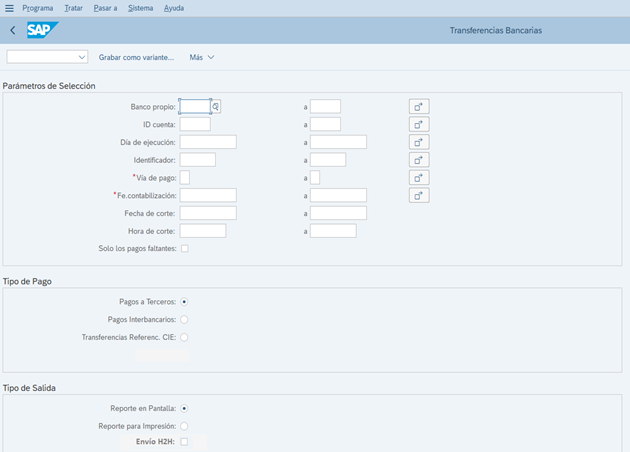 Programa Tratar Pasar a Sistema Ayuda
SAP Transferencias Bancarias
Grabar como variante... Más
Parámetros de Selección
Banco propio: a
ID cuenta: a
Día de ejecución: a
Identificador: a
*Vía de pago: a
*Fe.contabilización: a
Fecha de corte: a
Hora de corte: a
Solo los pagos faltantes:
Tipo de Pago
Pagos a Terceros:
Pagos Interbancarios:
Transferencias Referenc. CIE:
Tipo de Salida
Reporte en Pantalla:
Reporte para Impresión:
Envío H2H: